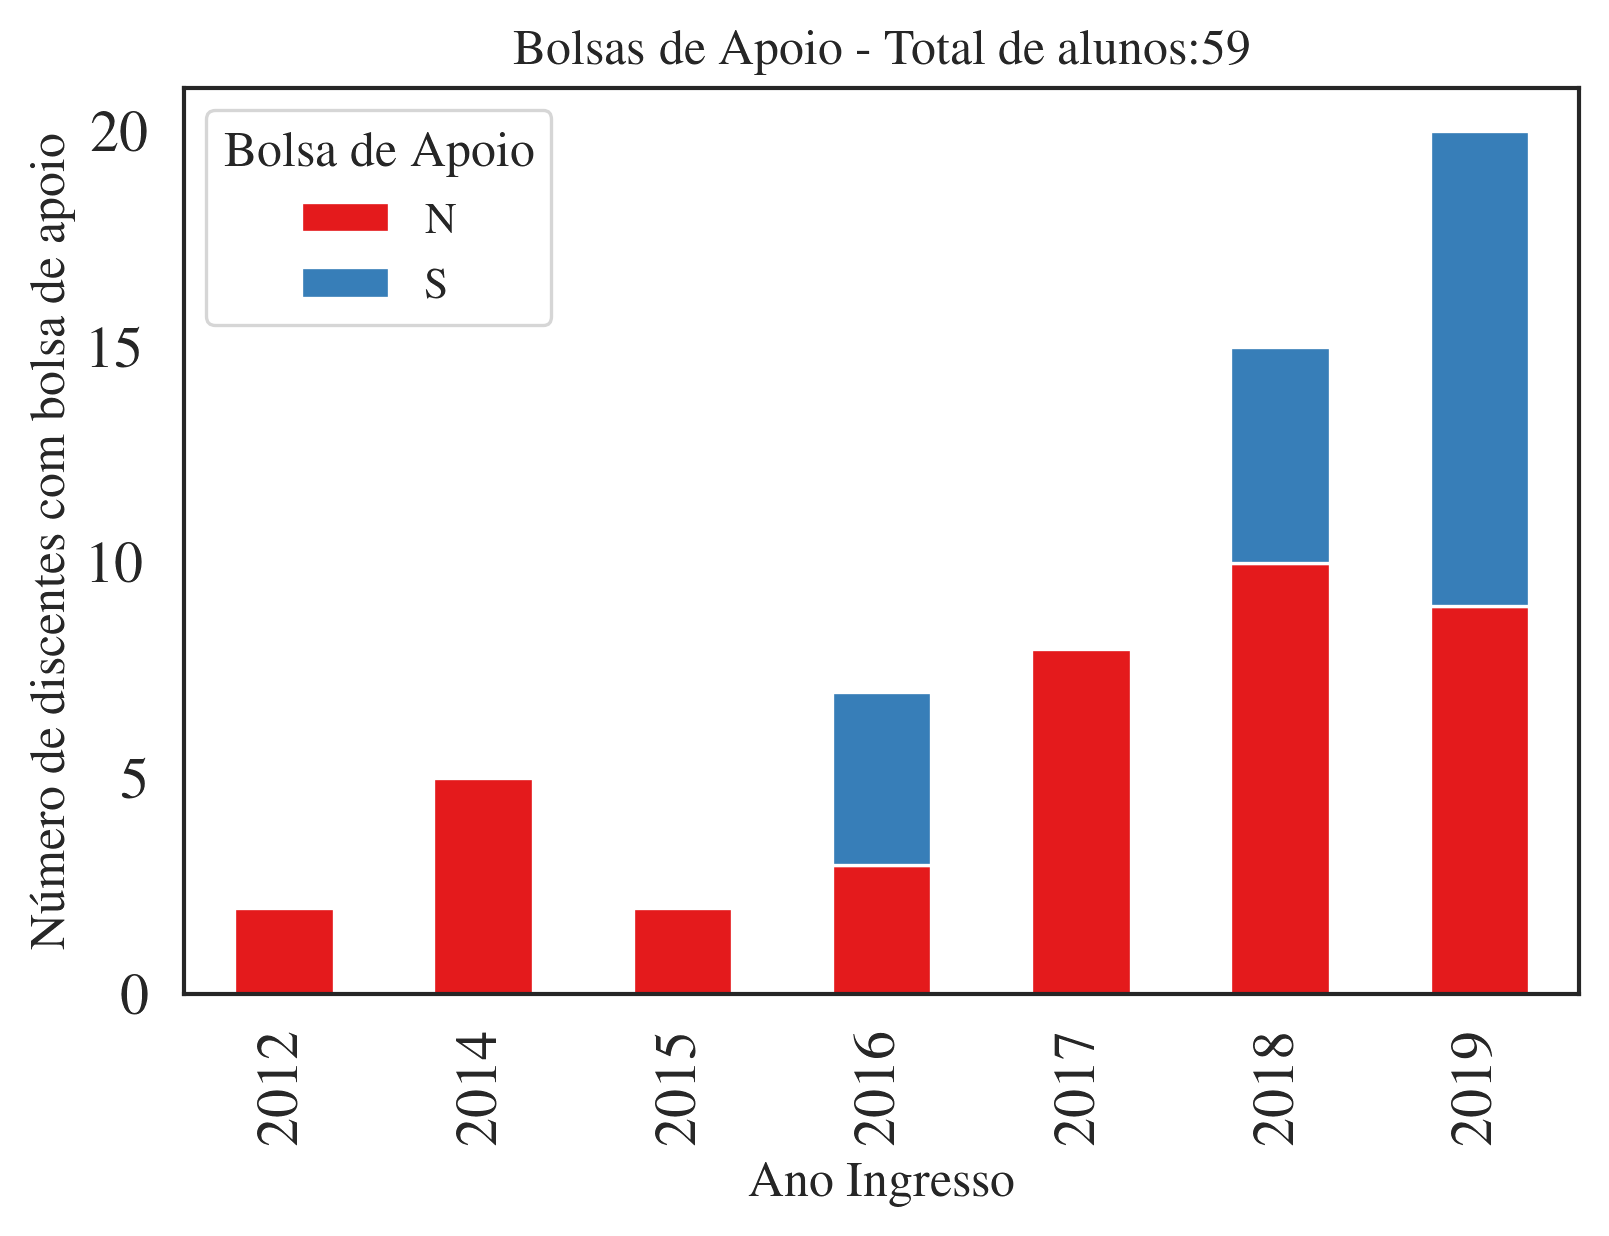 Bolsas de Apoio - Total de alunos:59
Bolsa de Apoio
N
S
Número de discentes com bolsa de apoio
20
15
10
5
0
2012
2014
2015
2016
2017
2018
2019
Ano Ingresso